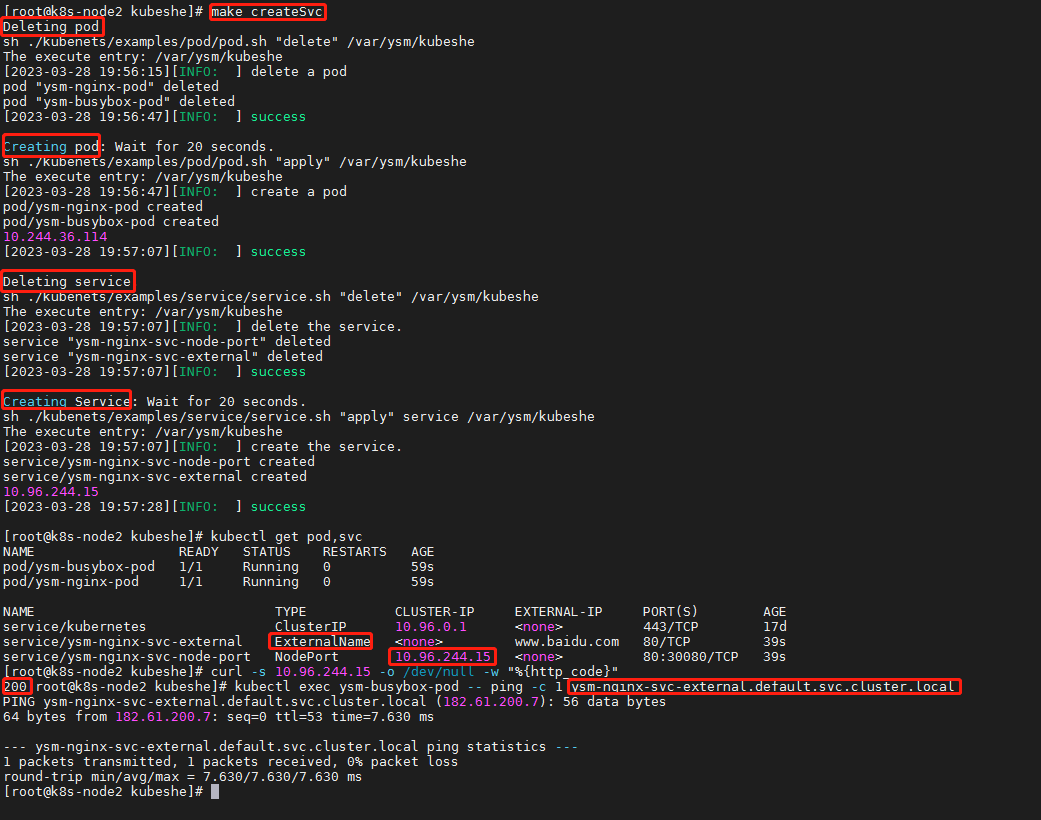 [root@k8s-node2 kubeshe]# make createSvc
Deleting pod
sh ./kubenets/examples/pod/pod.sh "delete" /var/ysm/kubeshe
The execute entry: /var/ysm/kubeshe
[2023-03-28 19:56:15][INFO:  ] delete a pod
pod "ysm-nginx-pod" deleted
pod "ysm-busybox-pod" deleted
[2023-03-28 19:56:47][INFO:  ] success
Creating pod: Wait for 20 seconds.
sh ./kubenets/examples/pod/pod.sh "apply" /var/ysm/kubeshe
The execute entry: /var/ysm/kubeshe
[2023-03-28 19:56:47][INFO:  ] create a pod
pod/ysm-nginx-pod created
pod/ysm-busybox-pod created
10.244.36.114
[2023-03-28 19:57:07][INFO:  ] success
Deleting service
sh ./kubenets/examples/service/service.sh "delete" /var/ysm/kubeshe
The execute entry: /var/ysm/kubeshe
[2023-03-28 19:57:07][INFO:  ] delete the service.
service "ysm-nginx-svc-node-port" deleted
service "ysm-nginx-svc-external" deleted
[2023-03-28 19:57:07][INFO:  ] success
Creating Service: Wait for 20 seconds.
sh ./kubenets/examples/service/service.sh "apply" service /var/ysm/kubeshe
The execute entry: /var/ysm/kubeshe
[2023-03-28 19:57:07][INFO:  ] create the service.
service/ysm-nginx-svc-node-port created
service/ysm-nginx-svc-external created
10.96.244.15
[2023-03-28 19:57:28][INFO:  ] success
[root@k8s-node2 kubeshe]# kubectl get pod,svc
NAME READY STATUS RESTARTS AGE
pod/ysm-busybox-pod 1/1 Running 0 59s
pod/ysm-nginx-pod 1/1 Running 0 59s
NAME TYPE CLUSTER-IP EXTERNAL-IP PORT(S) AGE
service/kubernetes ClusterIP 10.96.0.1 <none> 443/TCP 17d
service/ysm-nginx-svc-external ExternalName <none> www.baidu.com 80/TCP 39s
service/ysm-nginx-svc-node-port NodePort 10.96.244.15 <none> 80:30080/TCP 39s
[root@k8s-node2 kubeshe]# curl -s 10.96.244.15 -o /dev/null -w "%{http_code}"
200[root@k8s-node2 kubeshe]# kubectl exec ysm-busybox-pod -- ping -c 1 ysm-nginx-svc-external.default.svc.cluster.local
PING ysm-nginx-svc-external.default.svc.cluster.local (182.61.200.7): 56 data bytes
64 bytes from 182.61.200.7: seq=0 ttl=53 time=7.630 ms
--- ysm-nginx-svc-external.default.svc.cluster.local ping statistics ---
1 packets transmitted, 1 packets received, 0% packet loss
round-trip min/avg/max = 7.630/7.630/7.630 ms
[root@k8s-node2 kubeshe]#